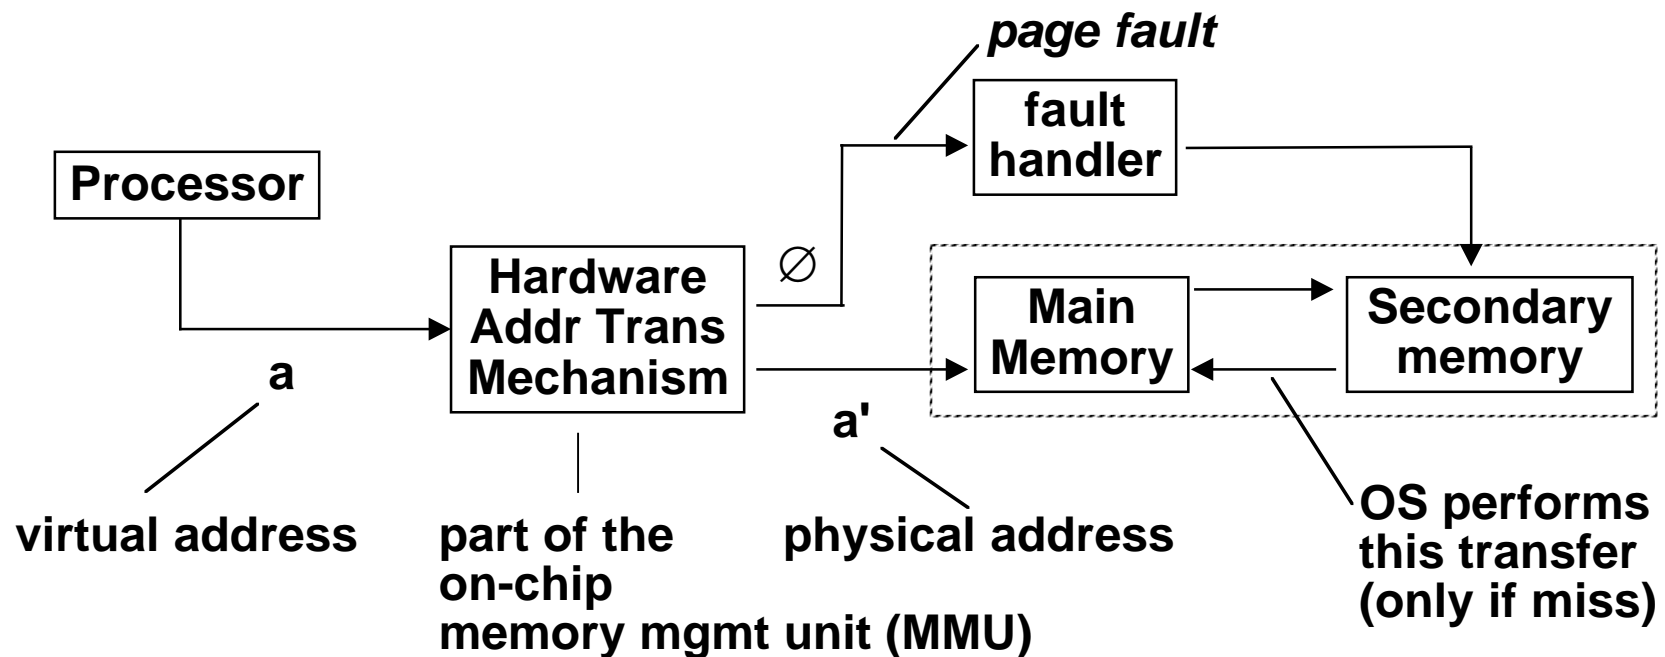 page fault
fault
handler
Processor
∅
Hardware
Addr Trans
Mechanism
Main
Memory
Secondary
memory
a
a'
virtual address
part of the
on-chip
memory mgmt unit (MMU)
physical address
OS performs
this transfer
(only if miss)